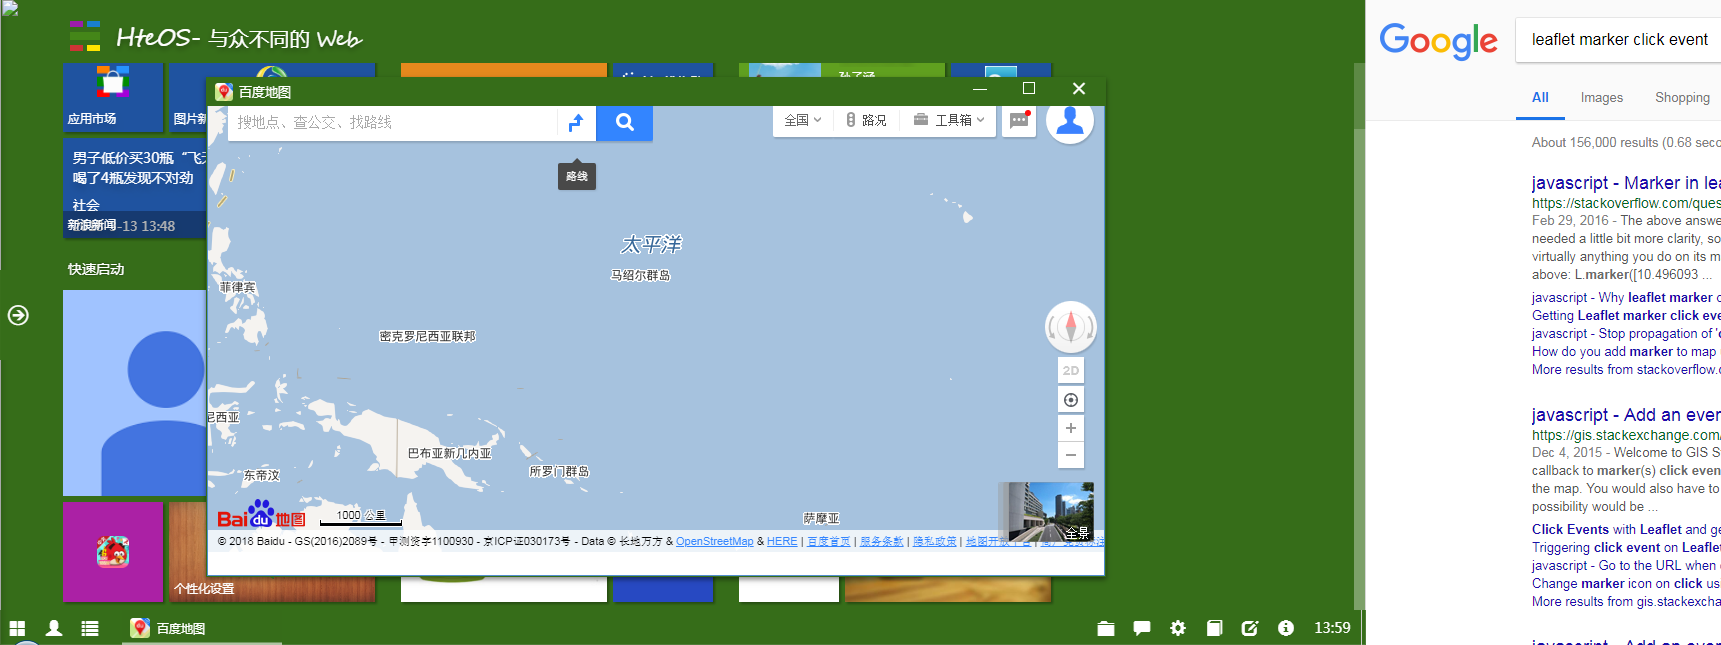 HteOS- 与众不同的 Web
应用市场
图片新
孙子涵
男子低价买30瓶“飞天
喝了4瓶发现不对劲
社会
新浪新闻
-13 13:48
快速启动
个性化设置
百度地图
搜地点、查公交、找路线
路线
全国
路况
工具箱
太平洋
马绍尔群岛
菲律宾
密克罗尼西亚联邦
尼西亚
巴布亚新几内亚
所罗门群岛
东帝汶
萨摩亚
2D
Bai du 地图
1000 公里
全景
© 2018 Baidu - GS(2016)2089号 - 甲测资字1100930 - 京ICP证030173号 - Data © 长地万方 & OpenStreetMap & HERE | 百度首页 | 服务条款 | 隐私政策 | 地图开放平台 |
百度地图
13:59
Google
leaflet marker click event
All
Images
Shopping
About 156,000 results (0.68 seco
javascript - Marker in lea
https://stackoverflow.com/ques
Feb 29, 2016 - The above answe
needed a little bit more clarity, so
virtually anything you do on its m
above: L.marker([10.496093 ...
javascript - Why leaflet marker c
Getting Leaflet marker click eve
javascript - Stop propagation of 'c
How do you add marker to map
More results from stackoverflow.c
javascript - Add an even
https://gis.stackexchange.com/
Dec 4, 2015 - Welcome to GIS S
callback to marker(s) click even
the map. You would also have to
possibility would be ...
Click Events with Leaflet and ge
Triggering click event on Leafle
javascript - Go to the URL when
Change marker icon on click us
More results from gis.stackexcha
javascript - Add an ever